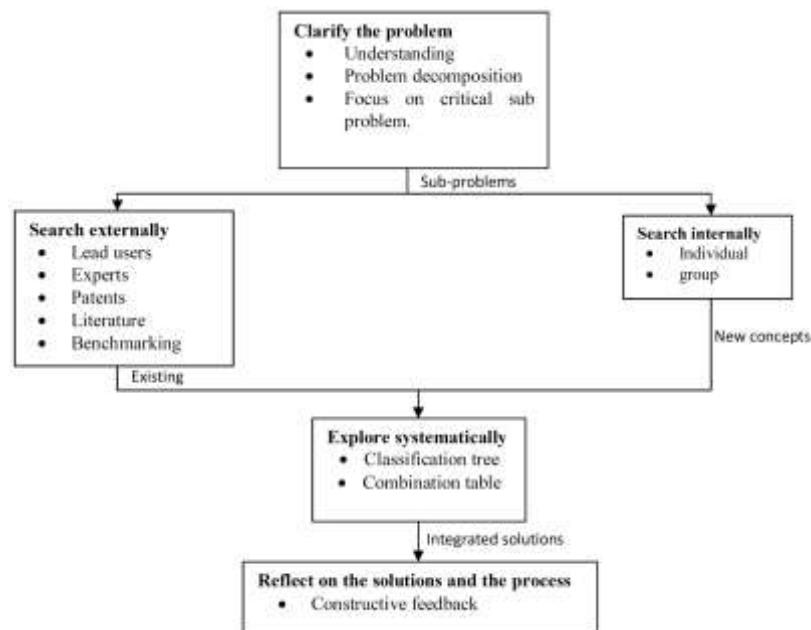 Clarify the problem
• Understanding
• Problem decomposition
• Focus on critical sub
problem.
Sub-problems
Search externally
• Lead users
• Experts
• Patents
• Literature
• Benchmarking
Search internally
• Individual
• group
Existing
New concepts
Explore systematically
• Classification tree
• Combination table
Integrated solutions
Reflect on the solutions and the process
• Constructive feedback